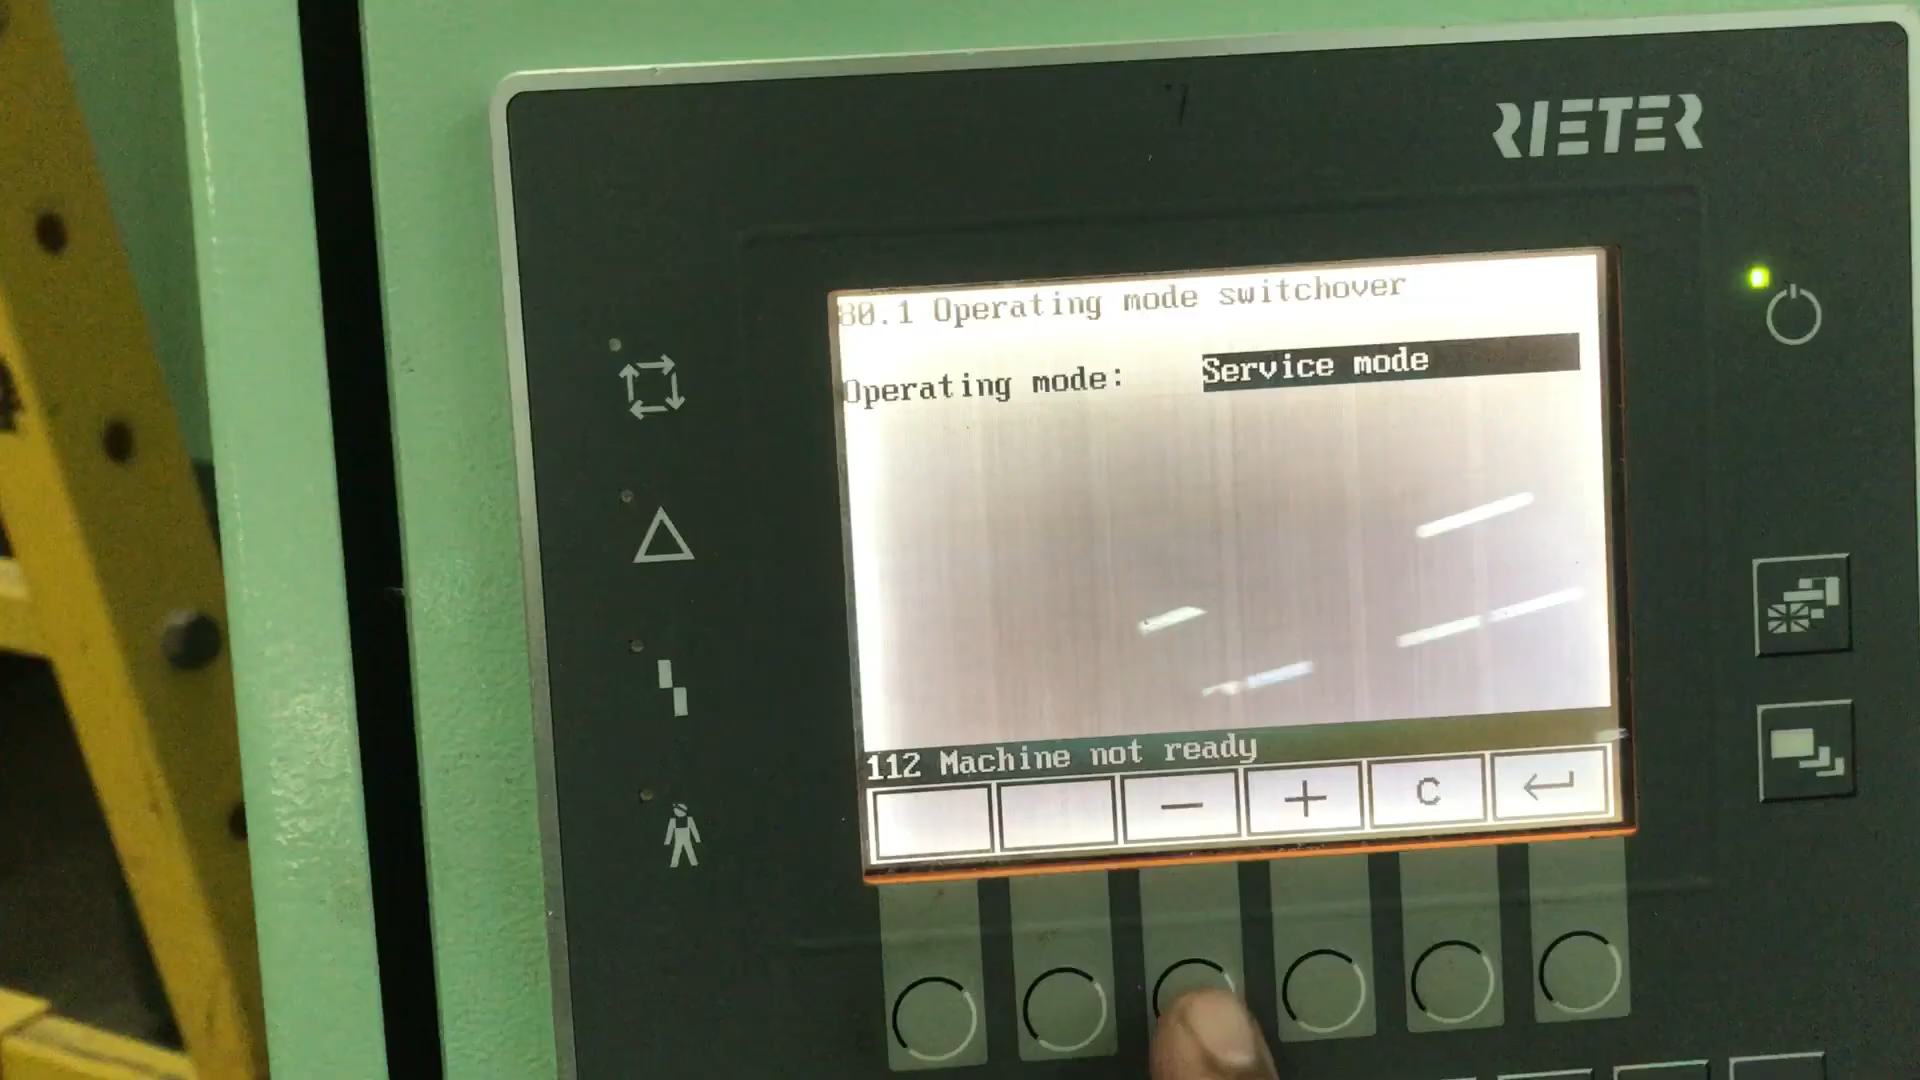 RIETER
80.1 Operating mode switchover
Operating mode: Service mode
112 Machine not ready
— + C